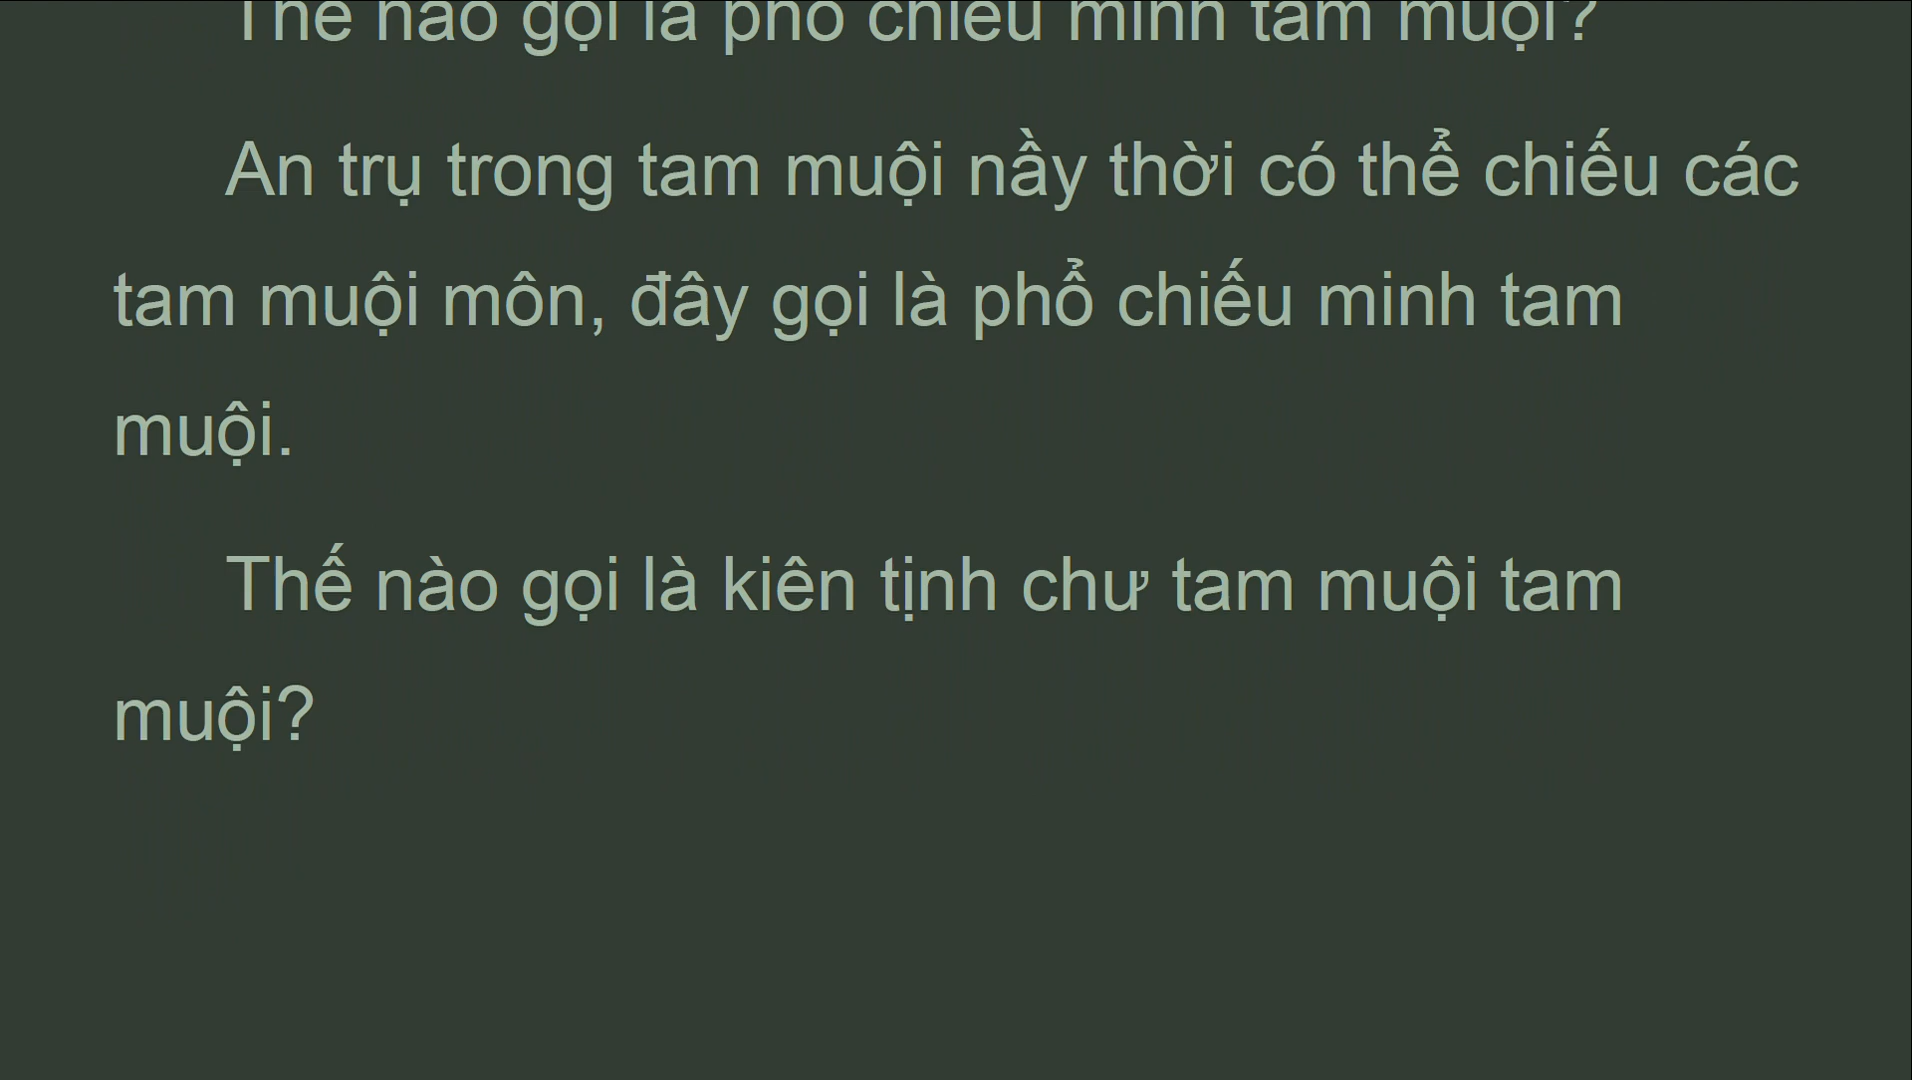 Thế nào gọi là phổ chiếu minh tam muội?
An trụ trong tam muội nầy thời có thể chiếu các
tam muội môn, đây gọi là phổ chiếu minh tam
muội.
Thế nào gọi là kiên tịnh chư tam muội tam
muội?